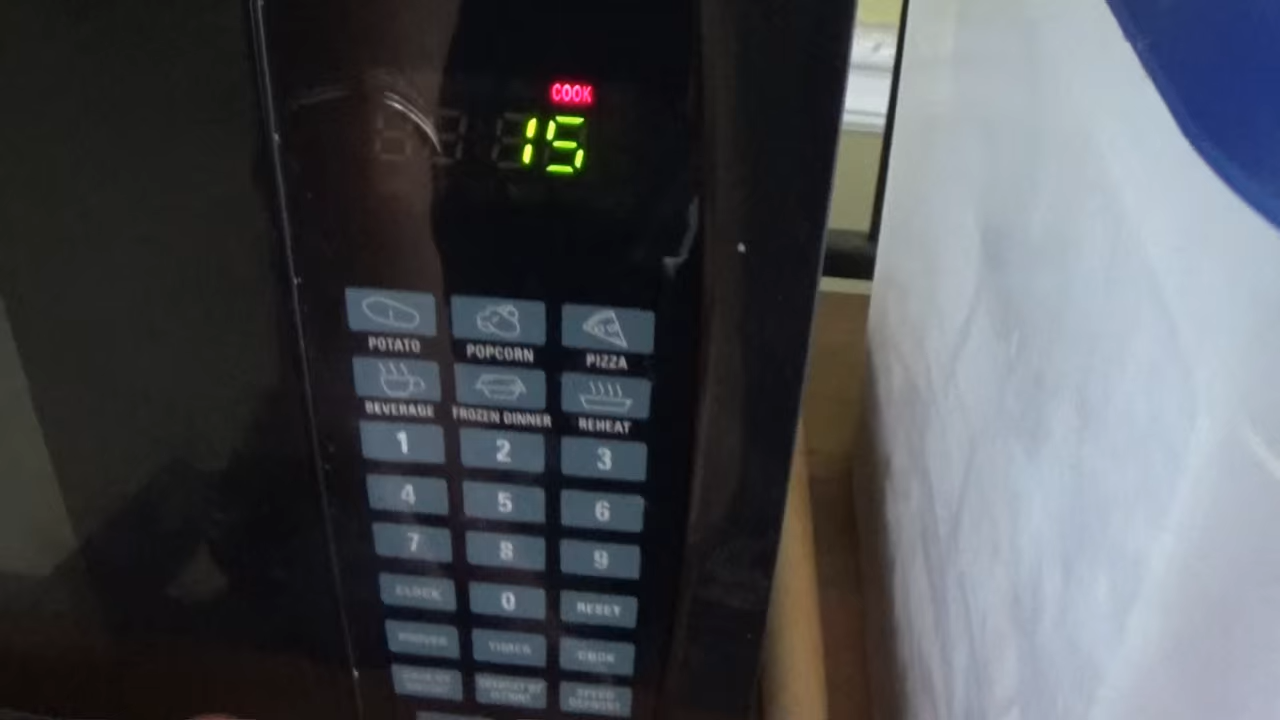 COOK
15
POTATO POPCORN PIZZA
BEVERAGE FROZEN DINNER REHEAT
1 2 3
4 5 6
7 8 9
CLOCK 0 RESET
POWER TIMER COOK